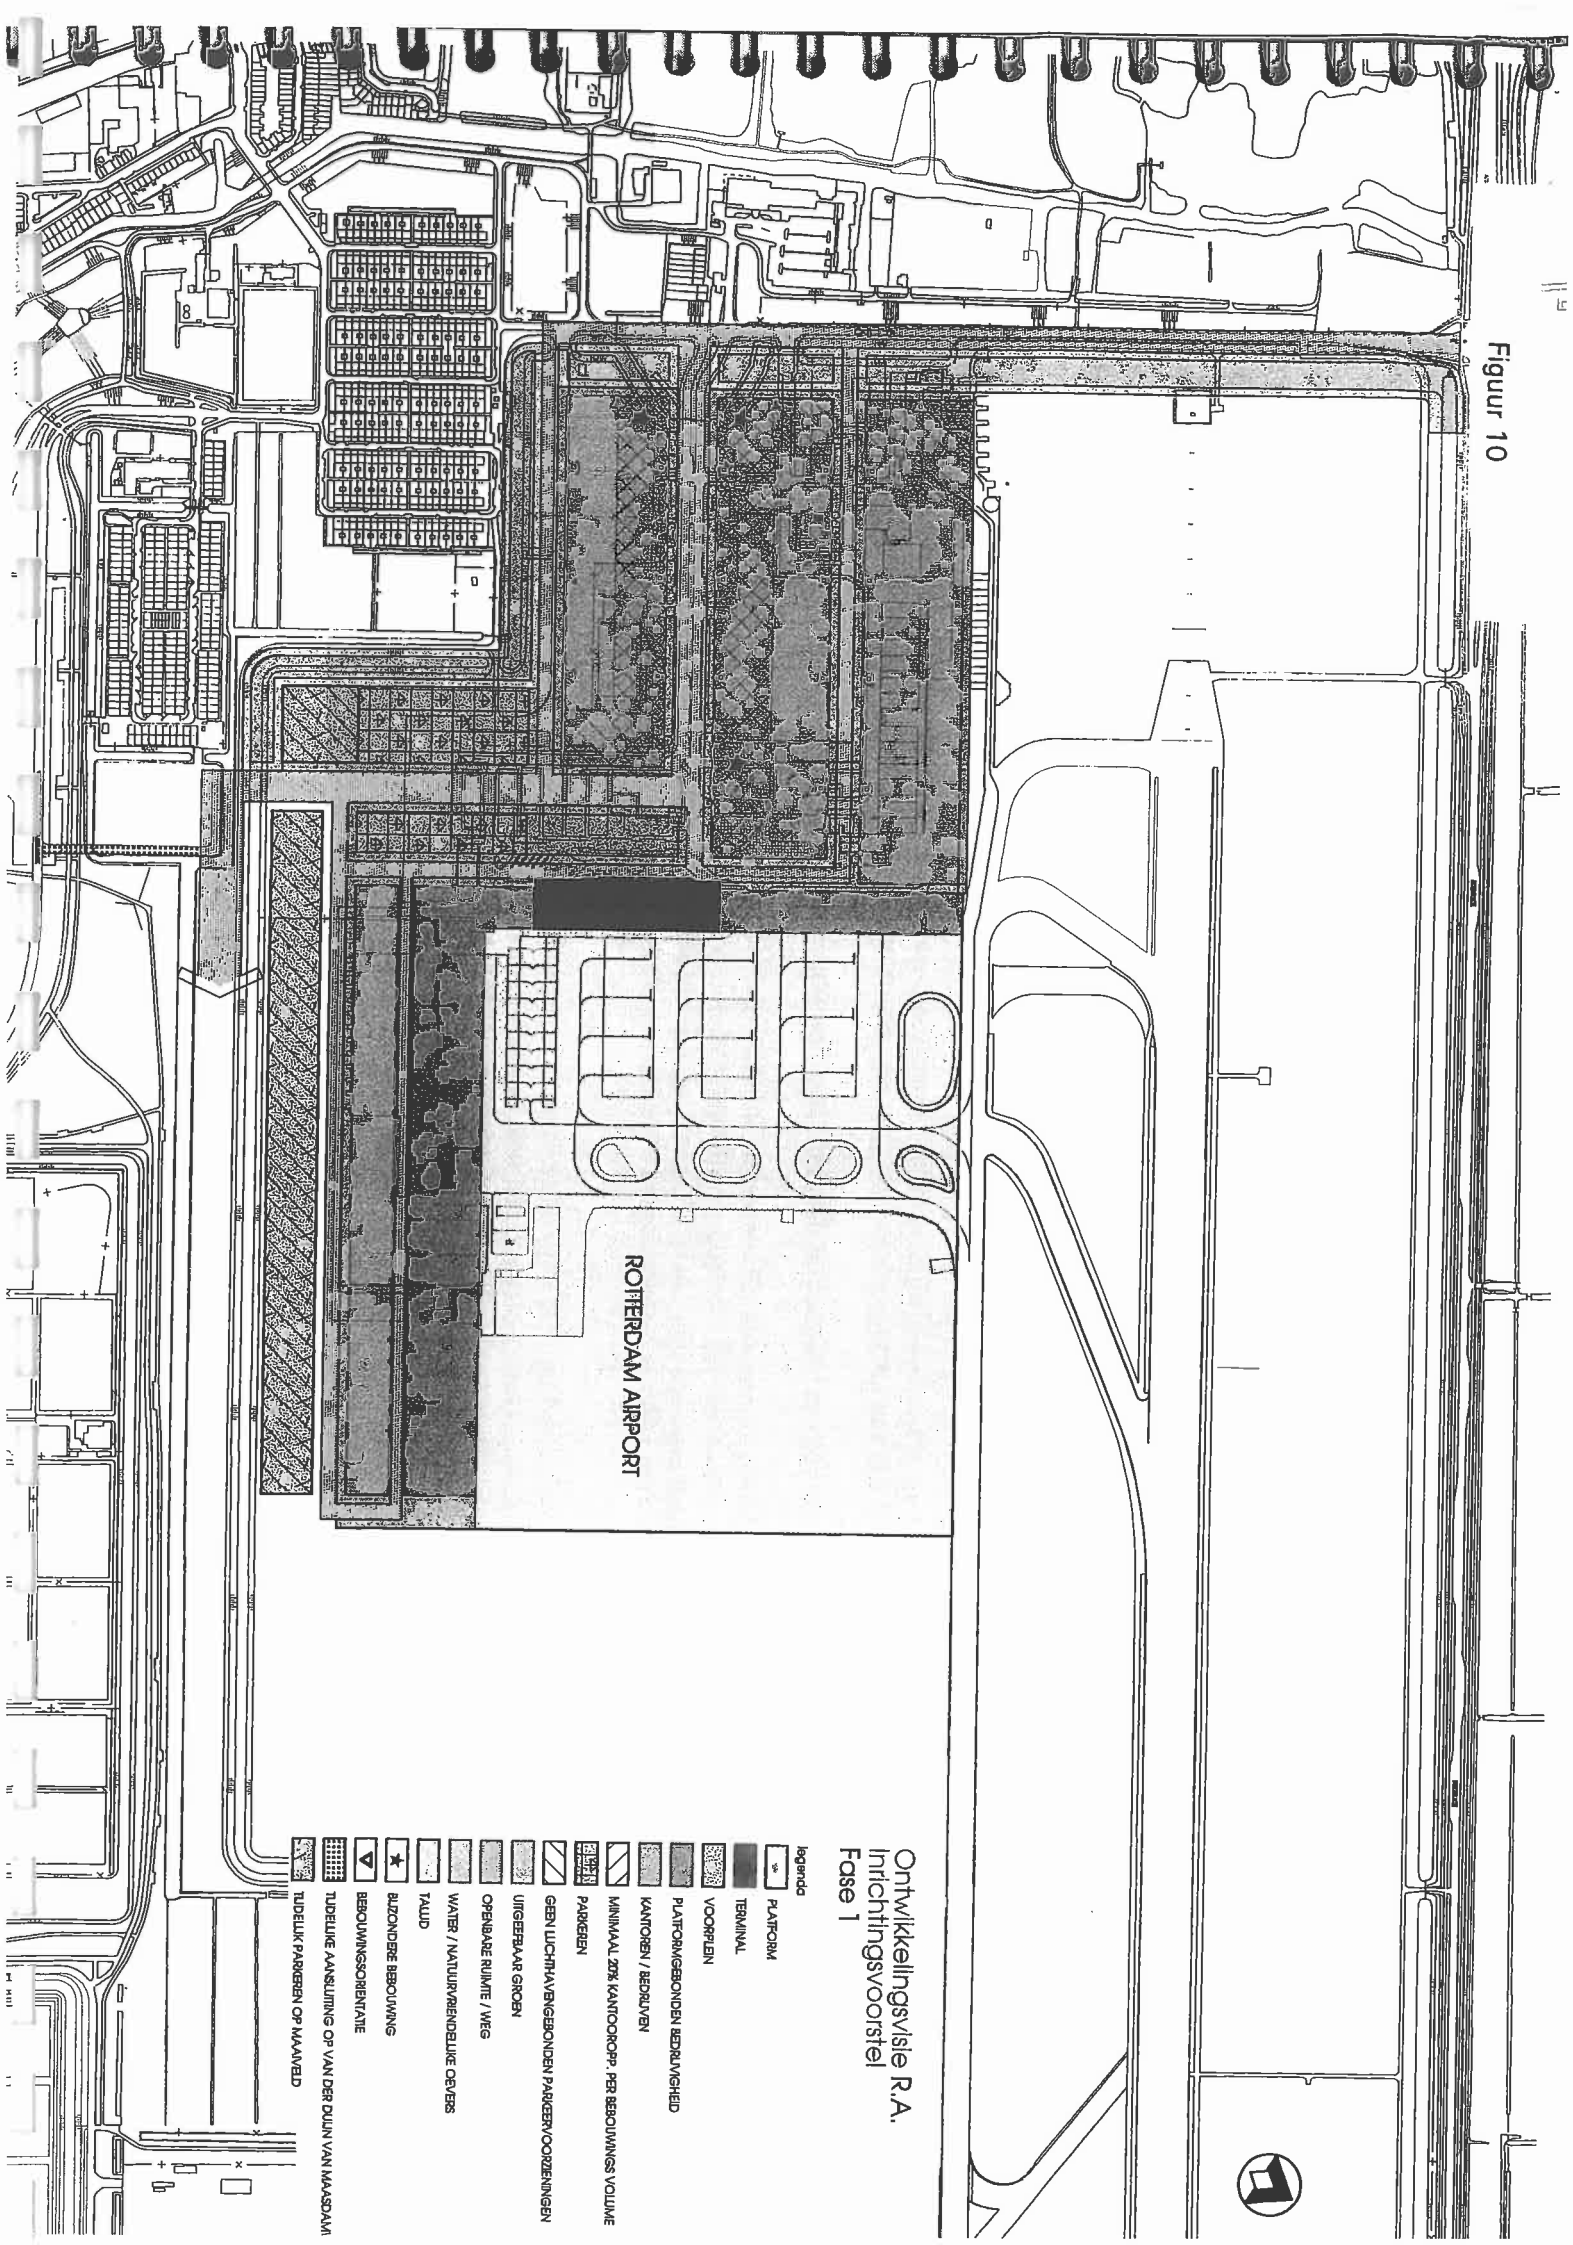 Figuur 10
ROTTERDAM AIRPORT
Ontwikkelingsvisie R.A.
Inrichtingsvoorstel
Fase 1
legenda
PLATFORM
TERMINAL
VOORPLEIN
PLATFORMGEBONDEN BEDRIJVIGHEID
KANTOREN / BEDRIJVEN
MINIMAAL 20% KANTOOROPP. PER BEBOUWINGS VOLUME
PARKEREN
GEEN LUCHTHAVENGEBONDEN PARKEERVOORZIENINGEN
UITGEEFBAAR GROEN
OPENBARE RUIMTE / WEG
WATER / NATUURVRIENDELIJKE OEVERS
TALUD
BIJZONDERE BEBOUWING
BEBOUWINGSORIENTATIE
TIJDELIJKE AANSLUITING OP VAN DER DUIJN VAN MAASDAM
TIJDELIJK PARKEREN OP MAAIVELD